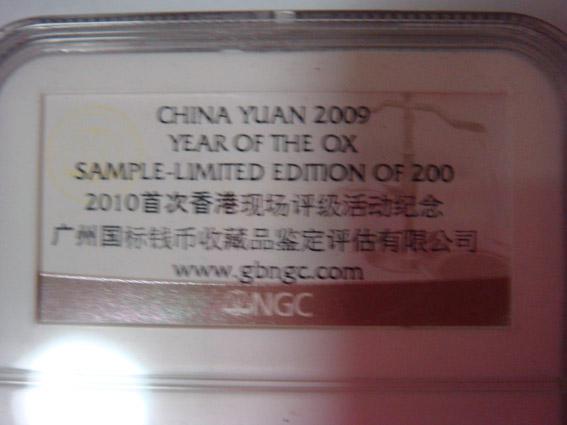 CHINA YUAN 2009
YEAR OF THE OX
SAMPLE-LIMITED EDITION OF 200
2010首次香港现场评级活动纪念
广州国标钱币收藏品鉴定评估有限公司
www.gbngc.com
NGC